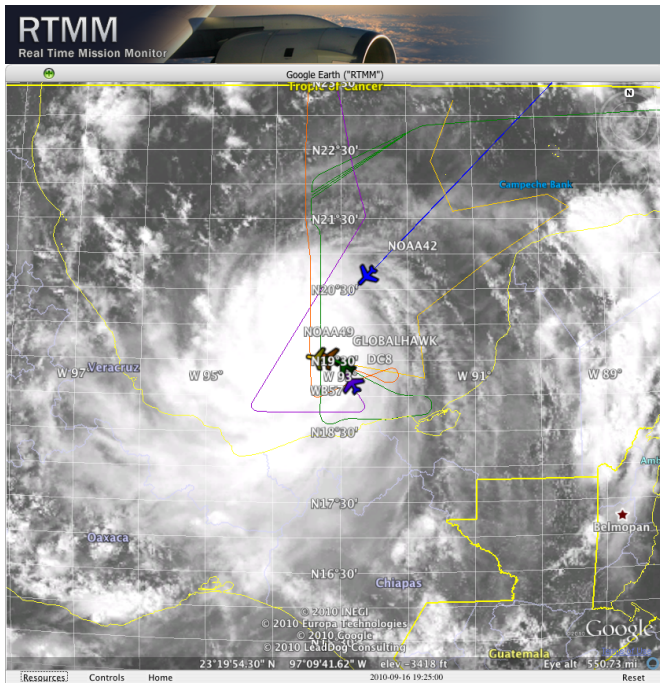 RTMM
Real Time Mission Monitor
Google Earth ("RTMM")
Tropic of Cancer
N
N22°30'
Campeche Bank
N21°30'
NOAA42
N20°30'
NOAA49
GLOBALHAWK
N19°30'
DC8
W 97°
Veracruz
W 95°
W 93°
W 91°
W 89°
WB57
N18°30'
N17°30'
Belmopan
Oaxaca
N16°30'
Chiapas
© 2010 INEGI
© 2010 Europa Technologies
© 2010 Google
© 2010 LeadDog Consulting
Google
Guatemala
23°19'54.30" N 97°09'41.62" W elev -3418 ft Eye alt 550.73 mi
Resources Controls Home 2010-09-16 19:25:00 Reset